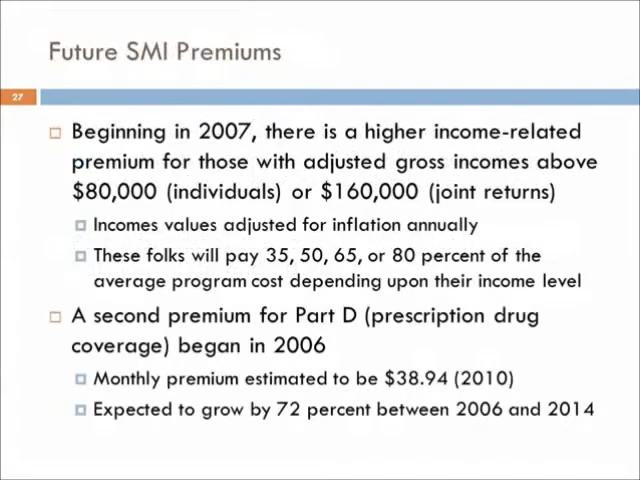 Future SMI Premiums
27
Beginning in 2007, there is a higher income-related
premium for those with adjusted gross incomes above
$80,000 (individuals) or $160,000 (joint returns)
Incomes values adjusted for inflation annually
These folks will pay 35, 50, 65, or 80 percent of the
average program cost depending upon their income level
A second premium for Part D (prescription drug
coverage) began in 2006
Monthly premium estimated to be $38.94 (2010)
Expected to grow by 72 percent between 2006 and 2014